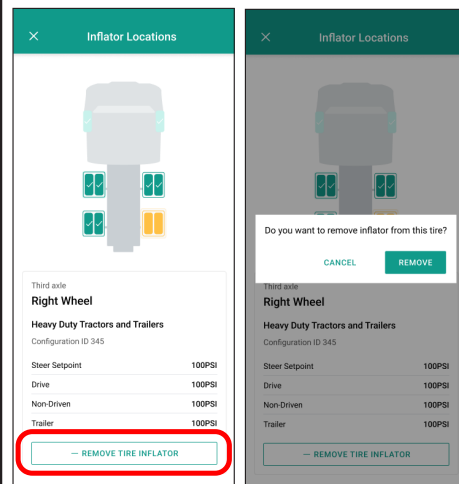 Inflator Locations
Third axle
Right Wheel
Heavy Duty Tractors and Trailers
Configuration ID 345
Steer Setpoint 100PSI
Drive 100PSI
Non-Driven 100PSI
Trailer 100PSI
— REMOVE TIRE INFLATOR
Inflator Locations
Do you want to remove inflator from this tire?
CANCEL REMOVE
Third axle
Right Wheel
Heavy Duty Tractors and Trailers
Configuration ID 345
Steer Setpoint 100PSI
Drive 100PSI
Non-Driven 100PSI
Trailer 100PSI
— REMOVE TIRE INFLATOR